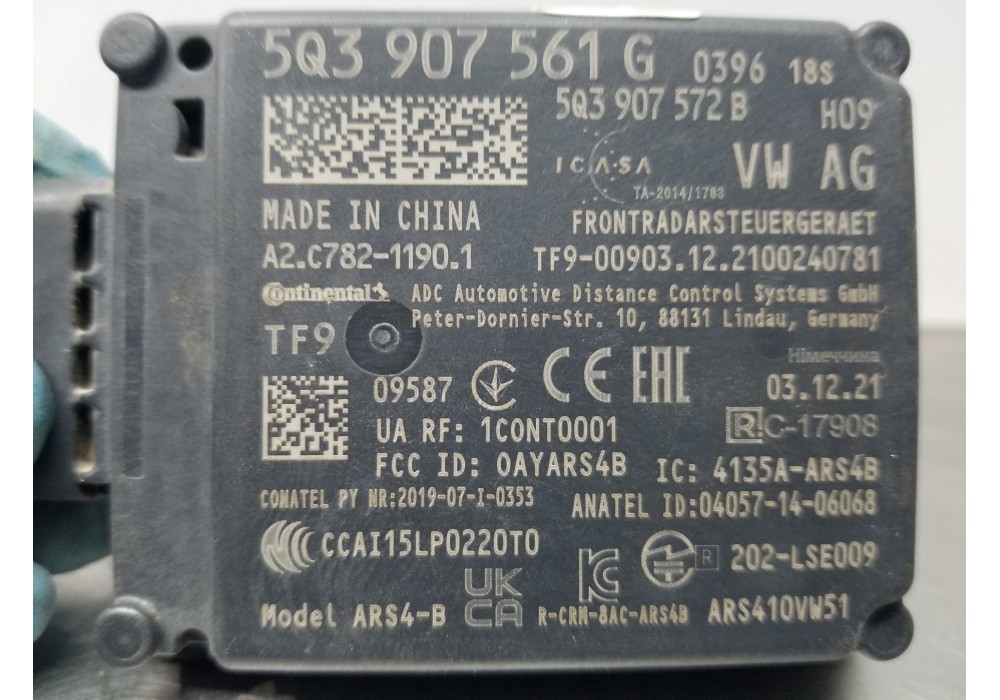 5Q3 907 561 G 0396 18S
5Q3 907 572 B H09
ICASA VW AG
TA-2014/1783
MADE IN CHINA FRONTRADARSTEUERGERAET
A2.C782-1190.1 TF9-00903.12.2100240781
Continental ADC Automotive Distance Control Systems GmbH
Peter-Dornier-Str. 10, 88131 Lindau, Germany
TF9
Німеччина
09587 CE EAC 03.12.21
UA RF: 1CONT0001 R C-17908
FCC ID: OAYARS4B IC: 4135A-ARS4B
CONATEL PY NR:2019-07-I-0353 ANATEL ID:04057-14-06068
CCAI15LP0220T0 R 202-LSE009
UK
CA
Model ARS4-B R-CRM-8AC-ARS4B ARS410VW51